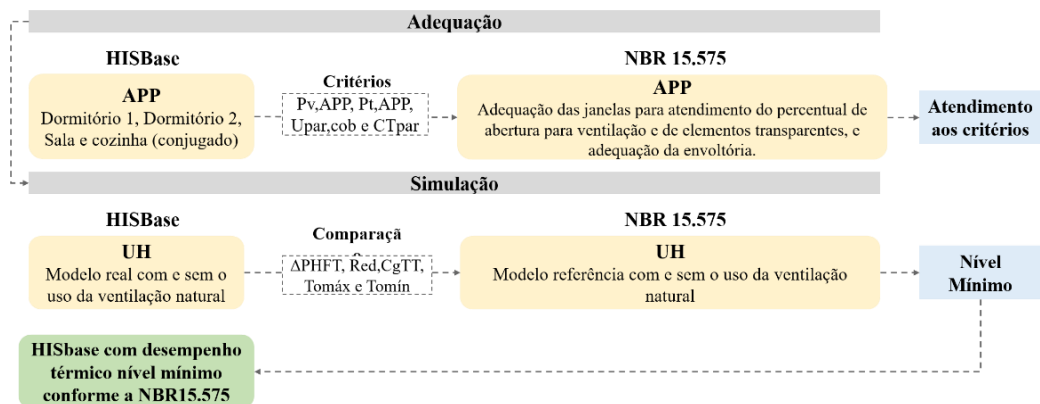 Adequação
HISBase
NBR 15.575
APP
Dormitório 1, Dormitório 2,
Sala e cozinha (conjugado)
Critérios
Pv,APP, Pt,APP,
Upar,cob e CTpar
APP
Adequação das janelas para atendimento do percentual de
abertura para ventilação e de elementos transparentes, e
adequação da envoltória.
Atendimento
aos critérios
Simulação
HISBase
NBR 15.575
UH
Modelo real com e sem o
uso da ventilação natural
Comparaçã
ΔPHFT, Red,CgTT,
Tomáx e Tomín
UH
Modelo referência com e sem o uso da ventilação
natural
Nível
Mínimo
HISbase com desempenho
térmico nível mínimo
conforme a NBR15.575